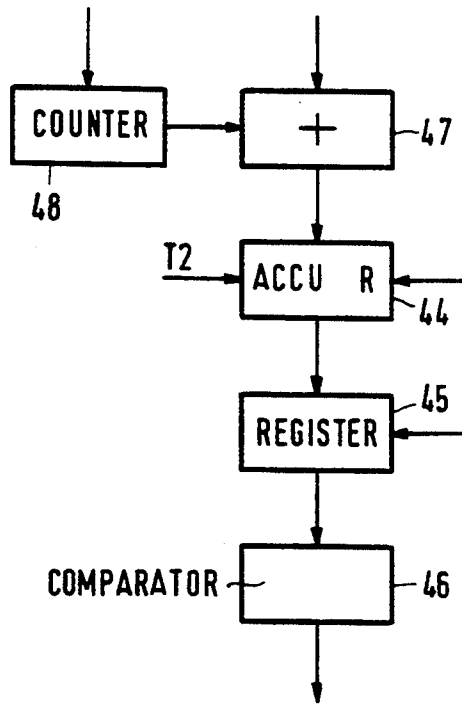 COUNTER
+
47
48
T2
ACCU R
44
45
REGISTER
COMPARATOR
46